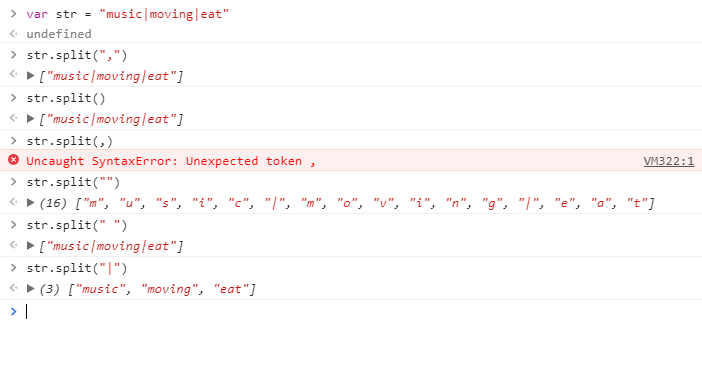 > var str = "music|moving|eat"
< undefined
> str.split(",")
< ▶ ["music|moving|eat"]
> str.split()
< ▶ ["music|moving|eat"]
> str.split(,)
Uncaught SyntaxError: Unexpected token , VM322:1
> str.split("")
< ▶ (16) ["m", "u", "s", "i", "c", "|", "m", "o", "v", "i", "n", "g", "|", "e", "a", "t"]
> str.split(" ")
< ▶ ["music|moving|eat"]
> str.split("|")
< ▶ (3) ["music", "moving", "eat"]
>